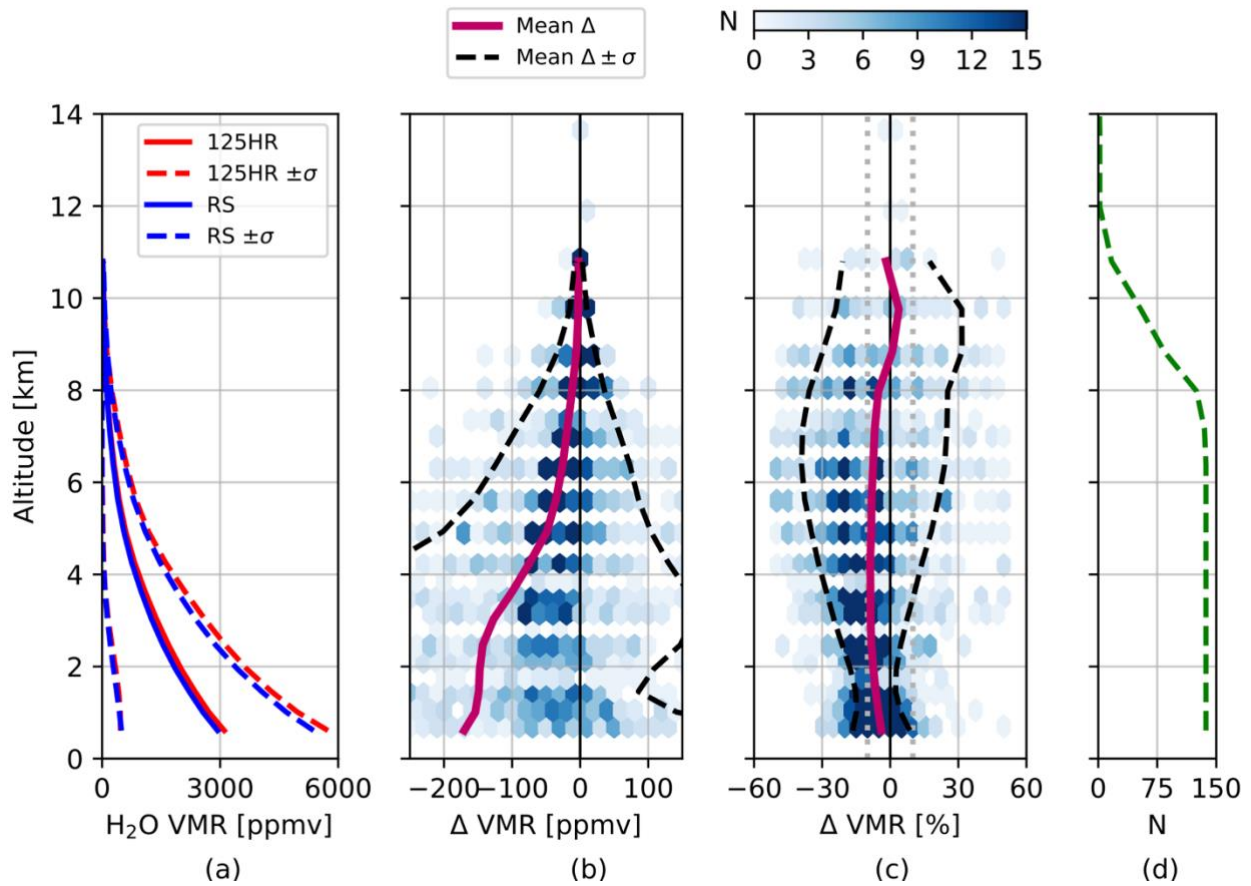 Mean Δ
Mean Δ ± σ
N
0 3 6 9 12 15
14
12
10
8
6
4
2
0
Altitude [km]
125HR
125HR ±σ
RS
RS ±σ
0 3000 6000
H₂O VMR [ppmv]
(a)
−200 −100 0 100
Δ VMR [ppmv]
(b)
−60 −30 0 30 60
Δ VMR [%]
(c)
0 75 150
N
(d)